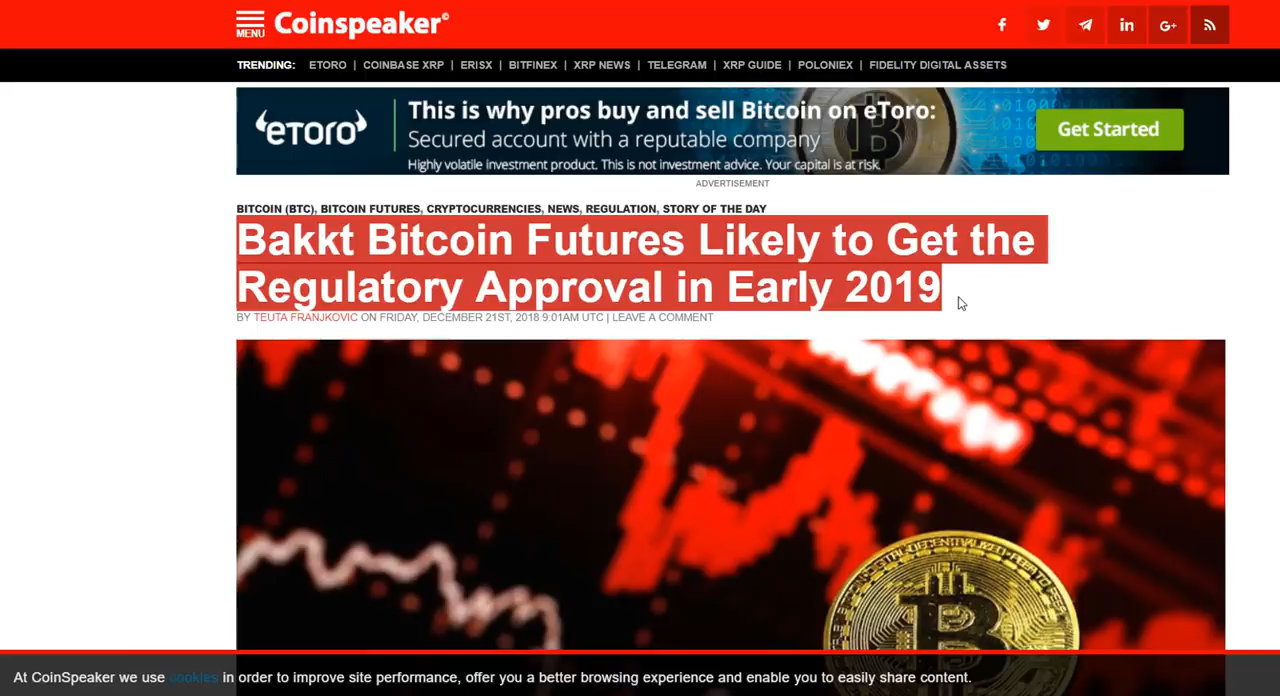 MENU
Coinspeaker©
TRENDING: ETORO | COINBASE XRP | ERISX | BITFINEX | XRP NEWS | TELEGRAM | XRP GUIDE | POLONIEX | FIDELITY DIGITAL ASSETS
eTORO
This is why pros buy and sell Bitcoin on eToro:
Secured account with a reputable company
Highly volatile investment product. This is not investment advice. Your capital is at risk.
Get Started
ADVERTISEMENT
BITCOIN (BTC), BITCOIN FUTURES, CRYPTOCURRENCIES, NEWS, REGULATION, STORY OF THE DAY
Bakkt Bitcoin Futures Likely to Get the
Regulatory Approval in Early 2019
BY TEUTA FRANJKOVIC ON FRIDAY, DECEMBER 21ST, 2018 9:01AM UTC | LEAVE A COMMENT
At CoinSpeaker we use cookies in order to improve site performance, offer you a better browsing experience and enable you to easily share content.